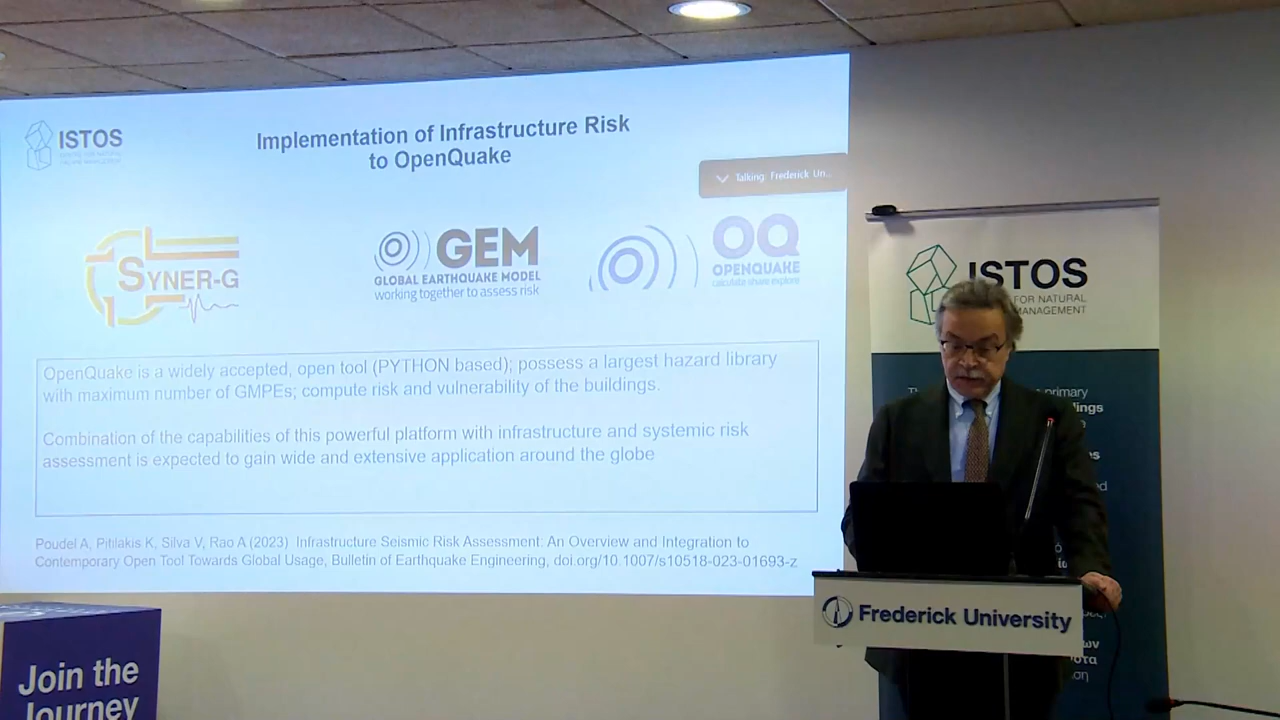 ISTOS
Implementation of Infrastructure Risk
to OpenQuake
Talking: Frederick Un...
SYNER-G
GEM
GLOBAL EARTHQUAKE MODEL
working together to assess risk
OQ
OPENQUAKE
calculate share explore
OpenQuake is a widely accepted, open tool (PYTHON based); possess a largest hazard library
with maximum number of GMPEs; compute risk and vulnerability of the buildings.
Combination of the capabilities of this powerful platform with infrastructure and systemic risk
assessment is expected to gain wide and extensive application around the globe
Poudel A, Pitilakis K, Silva V, Rao A (2023) Infrastructure Seismic Risk Assessment: An Overview and Integration to
Contemporary Open Tool Towards Global Usage, Bulletin of Earthquake Engineering, doi.org/10.1007/s10518-023-01693-z
ISTOS
FOR NATURAL
MANAGEMENT
primary
Frederick University
Join the
Journey